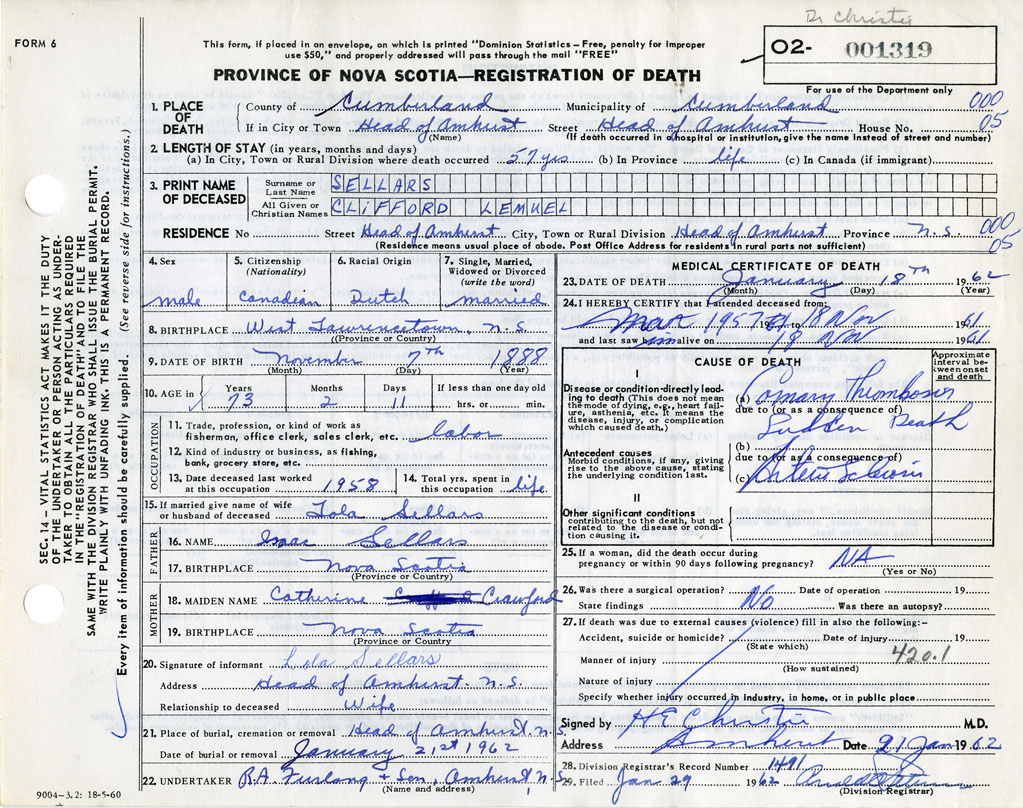 Dr Christie
FORM 6
This form, if placed in an envelope, on which is printed "Dominion Statistics – Free, penalty for improper
use $50," and properly addressed will pass through the mail "FREE"
O2- 001319
PROVINCE OF NOVA SCOTIA—REGISTRATION OF DEATH
For use of the Department only
1. PLACE OF DEATH
County of Cumberland Municipality of Cumberland 000
If in City or Town Head of Amherst Street Head of Amherst House No. 05
(Name) (If death occurred in a hospital or institution, give the name instead of street and number)
2. LENGTH OF STAY (in years, months and days)
(a) In City, Town or Rural Division where death occurred 57 yrs. (b) In Province life (c) In Canada (if immigrant)
3. PRINT NAME OF DECEASED
Surname or Last Name SELLARS
All Given or Christian Names CLIFFORD LEMUEL
RESIDENCE No Street Head of Amherst City, Town or Rural Division Head of Amherst Province N.S. 000 05
(Residence means usual place of abode. Post Office Address for residents in rural parts not sufficient)
4. Sex male
5. Citizenship (Nationality) Canadian
6. Racial Origin Dutch
7. Single, Married, Widowed or Divorced (write the word) married
8. BIRTHPLACE West Lawrencetown, N.S.
(Province or Country)
9. DATE OF BIRTH November 7th 1888
(Month) (Day) (Year)
10. AGE in Years 73 Months 2 Days 11 If less than one day old hrs. or min.
OCCUPATION
11. Trade, profession, or kind of work as
fisherman, office clerk, sales clerk, etc. labor
12. Kind of industry or business, as fishing,
bank, grocery store, etc.
13. Date deceased last worked
at this occupation 1958
14. Total yrs. spent in
this occupation life
15. If married give name of wife
or husband of deceased Lola Sellars
FATHER
16. NAME Isaac Sellars
17. BIRTHPLACE Nova Scotia
(Province or Country)
MOTHER
18. MAIDEN NAME Catherine Crawford
19. BIRTHPLACE Nova Scotia
(Province or Country
20. Signature of informant Lola Sellars
Address Head of Amherst. N.S.
Relationship to deceased Wife
21. Place of burial, cremation or removal Head of Amherst N.S.
Date of burial or removal January 21st 1962
22. UNDERTAKER R.A. Furlong + Son, Amherst, N.S.
(Name and address)
9004-3.2: 18-5-60
MEDICAL CERTIFICATE OF DEATH
23. DATE OF DEATH January 18TH 1962
(Month) (Day) (Year)
24. I HEREBY CERTIFY that I attended deceased from
Mar 1957 to 18 Nov 1961
and last saw him alive on 18 Nov 1961
CAUSE OF DEATH
Approximate interval between onset and death
I
Disease or condition directly leading
to death (This does not mean
the mode of dying, e.g., heart failure,
asthenia, etc. It means the
disease, injury, or complication
which caused death.)
(a) Coronary Thrombosis
due to (or as a consequence of)
Sudden Death
Antecedent causes
Morbid conditions, if any, giving
rise to the above cause, stating
the underlying condition last.
(b)
due to (or as a consequence of)
(c) Arterio Sclerosis
II
Other significant conditions
contributing to the death, but not
related to the disease or condition
causing it.
25. If a woman, did the death occur during
pregnancy or within 90 days following pregnancy? NA
(Yes or No)
26. Was there a surgical operation? No Date of operation 19
State findings Was there an autopsy?
27. If death was due to external causes (violence) fill in also the following:-
Accident, suicide or homicide? Date of injury 19
(State which)
420.1
Manner of injury
(How sustained)
Nature of injury
Specify whether injury occurred in industry, in home, or in public place
Signed by H E Christie M.D.
Address Amherst Date 21 Jan 1962
28. Division Registrar's Record Number 1491
29. Filed Jan 29 1962
(Division Registrar)
SEC. 14 – VITAL STATISTICS ACT MAKES IT THE DUTY
OF THE UNDERTAKER OR PERSON ACTING AS UNDERTAKER
TO OBTAIN ALL THE PARTICULARS REQUIRED
IN THE "REGISTRATION OF DEATH" AND TO FILE THE
SAME WITH THE DIVISION REGISTRAR WHO SHALL ISSUE THE BURIAL PERMIT.
WRITE PLAINLY WITH UNFADING INK. THIS IS A PERMANENT RECORD.
Every item of information should be carefully supplied. (See reverse side for instructions.)